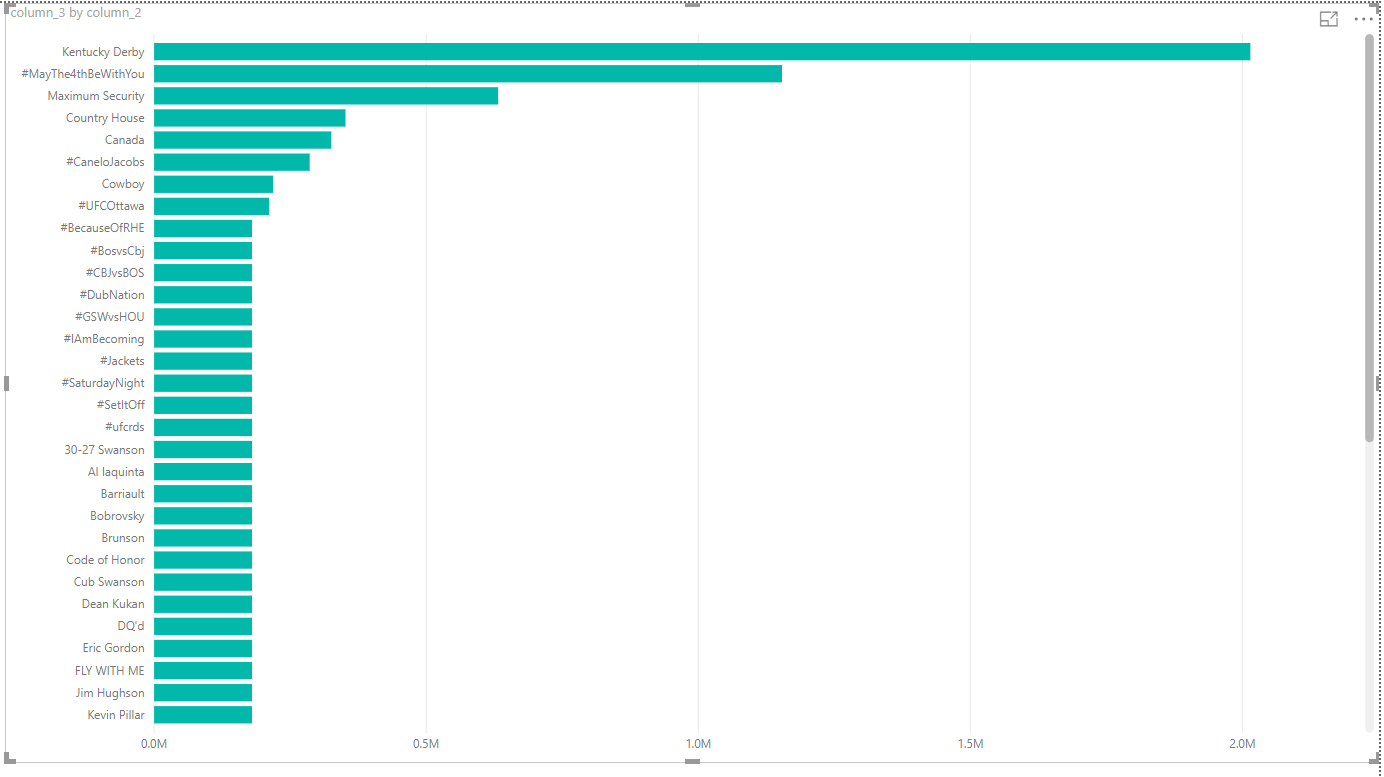 column_3 by column_2
Kentucky Derby
#MayThe4thBeWithYou
Maximum Security
Country House
Canada
#CaneloJacobs
Cowboy
#UFCOttawa
#BecauseOfRHE
#BosvsCbj
#CBJvsBOS
#DubNation
#GSWvsHOU
#IAmBecoming
#Jackets
#SaturdayNight
#SetItOff
#ufcrds
30-27 Swanson
Al Iaquinta
Barriault
Bobrovsky
Brunson
Code of Honor
Cub Swanson
Dean Kukan
DQ'd
Eric Gordon
FLY WITH ME
Jim Hughson
Kevin Pillar
0.0M 0.5M 1.0M 1.5M 2.0M